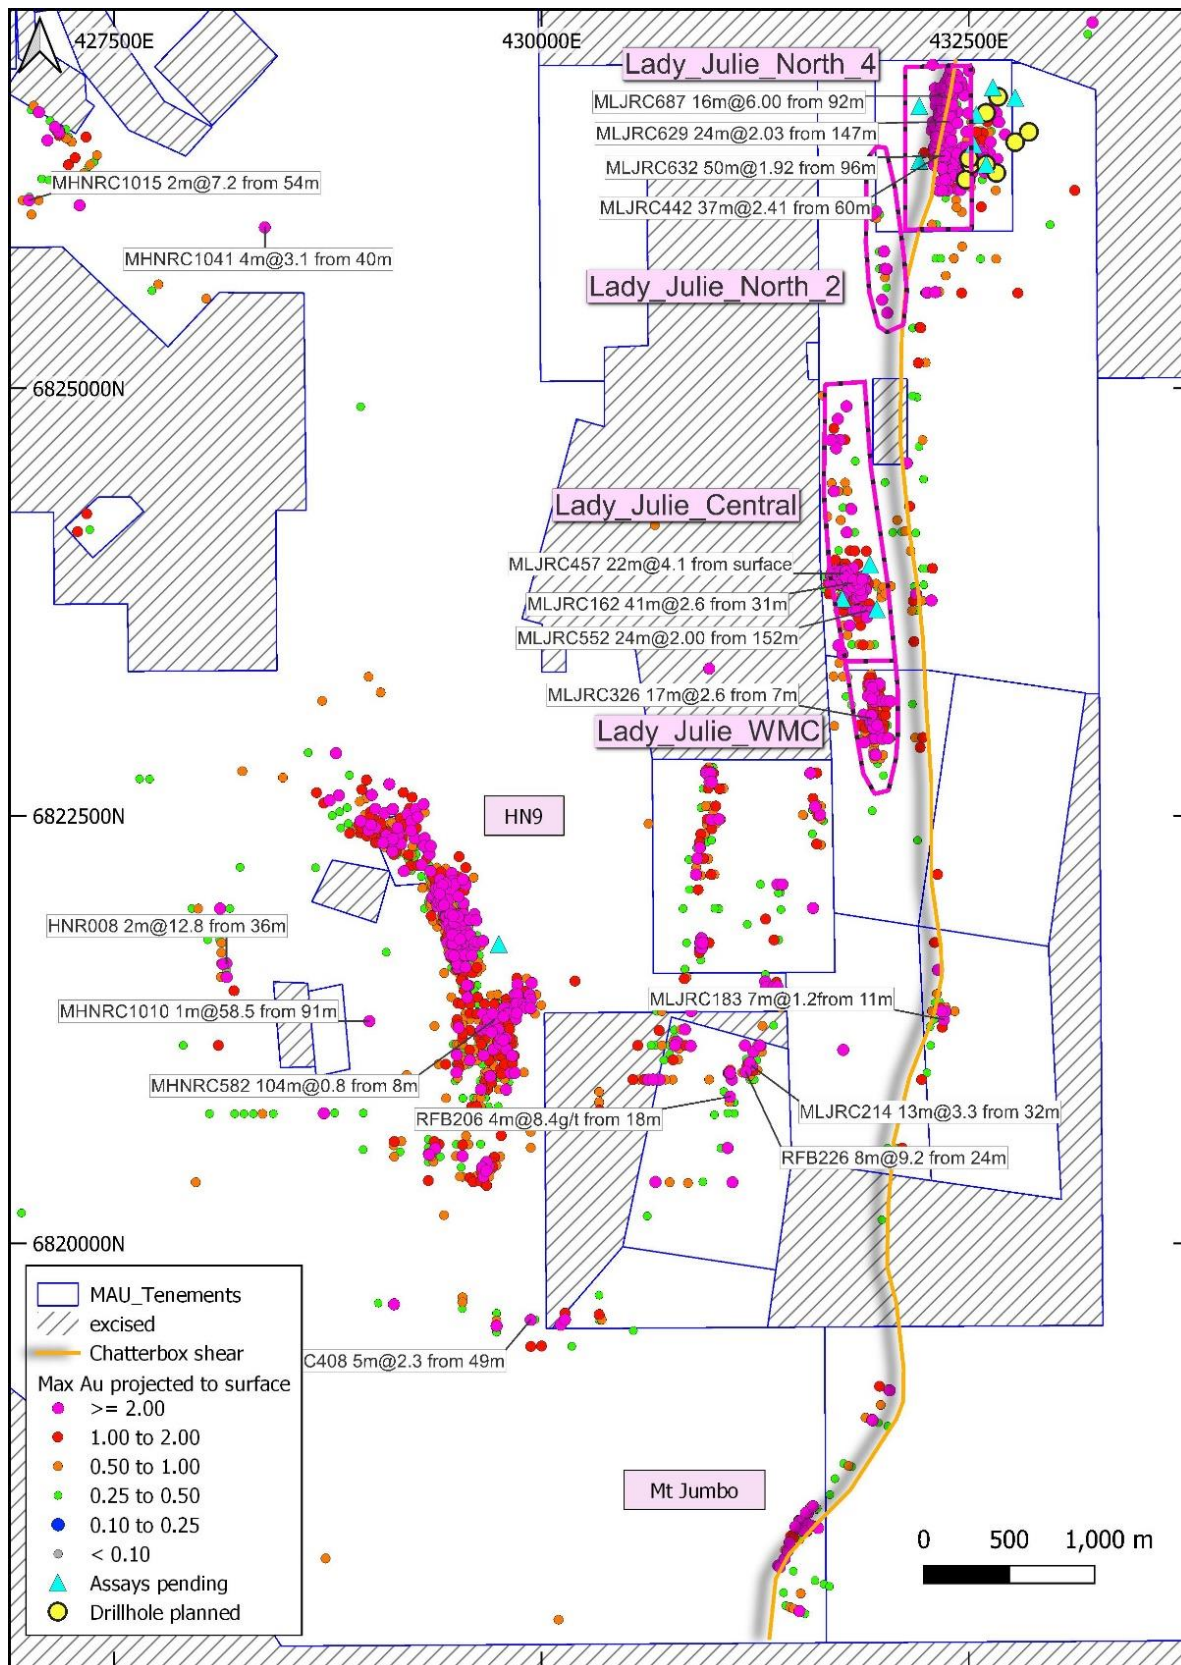 427500E
430000E
432500E
Lady_Julie_North_4
MLJRC687 16m@6.00 from 92m
MLJRC629 24m@2.03 from 147m
MLJRC632 50m@1.92 from 96m
MHNRC1015 2m@7.2 from 54m
MLJRC442 37m@2.41 from 60m
MHNRC1041 4m@3.1 from 40m
Lady_Julie_North_2
6825000N
Lady_Julie_Central
MLJRC457 22m@4.1 from surface
MLJRC162 41m@2.6 from 31m
MLJRC552 24m@2.00 from 152m
MLJRC326 17m@2.6 from 7m
Lady_Julie_WMC
6822500N
HN9
HNR008 2m@12.8 from 36m
MLJRC183 7m@1.2from 11m
MHNRC1010 1m@58.5 from 91m
MHNRC582 104m@0.8 from 8m
RFB206 4m@8.4g/t from 18m
MLJRC214 13m@3.3 from 32m
RFB226 8m@9.2 from 24m
6820000N
MAU_Tenements
excised
Chatterbox shear
Max Au projected to surface
>= 2.00
1.00 to 2.00
0.50 to 1.00
0.25 to 0.50
0.10 to 0.25
< 0.10
Assays pending
Drillhole planned
C408 5m@2.3 from 49m
Mt Jumbo
0 500 1,000 m